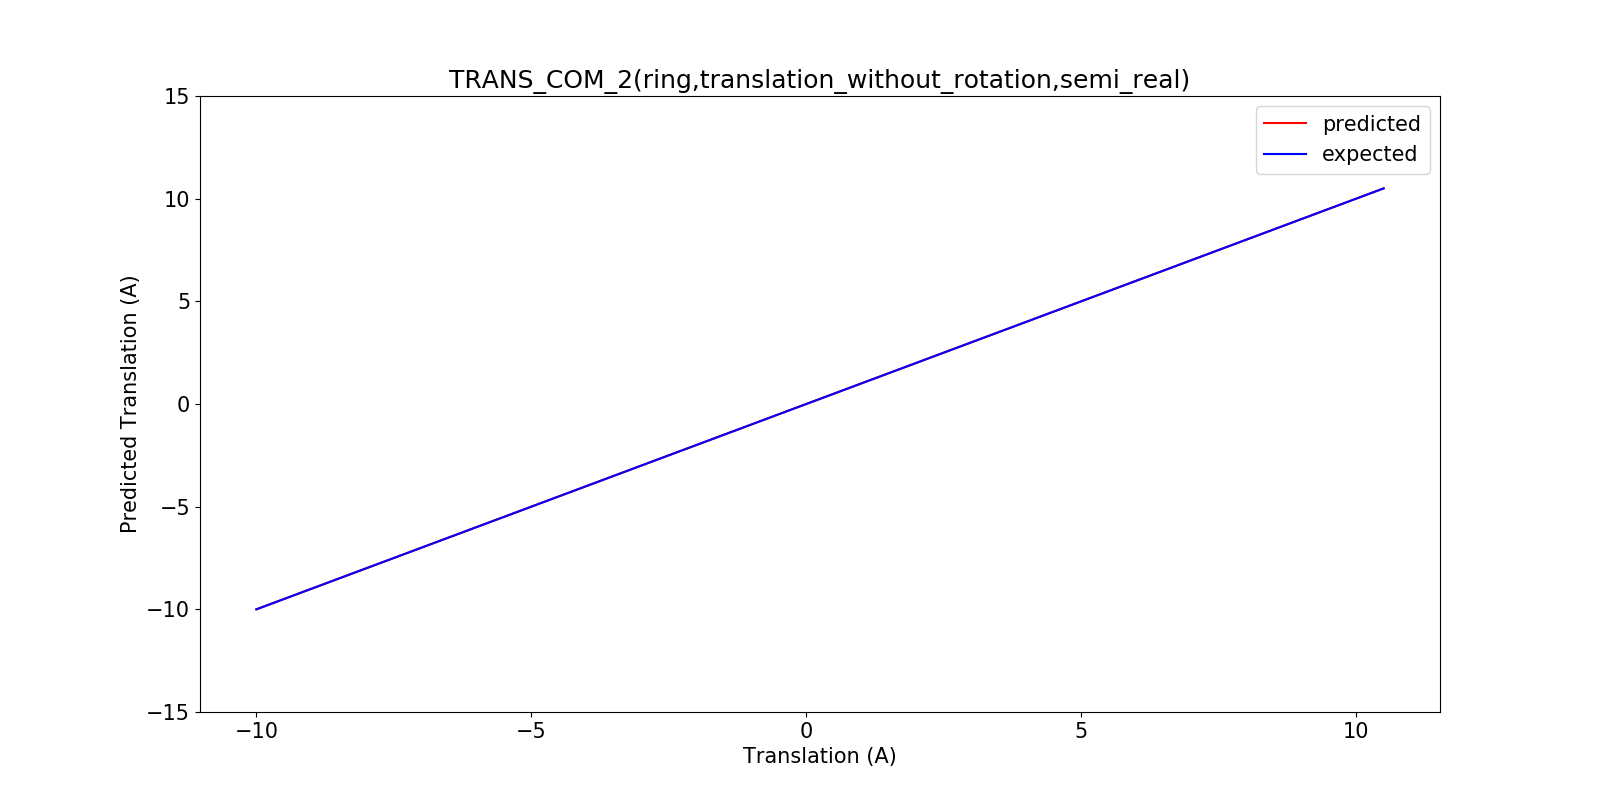 TRANS_COM_2(ring,translation_without_rotation,semi_real)
15
10
5
0
−5
−10
−15
Predicted Translation (A)
predicted
expected
−10
−5
0
5
10
Translation (A)